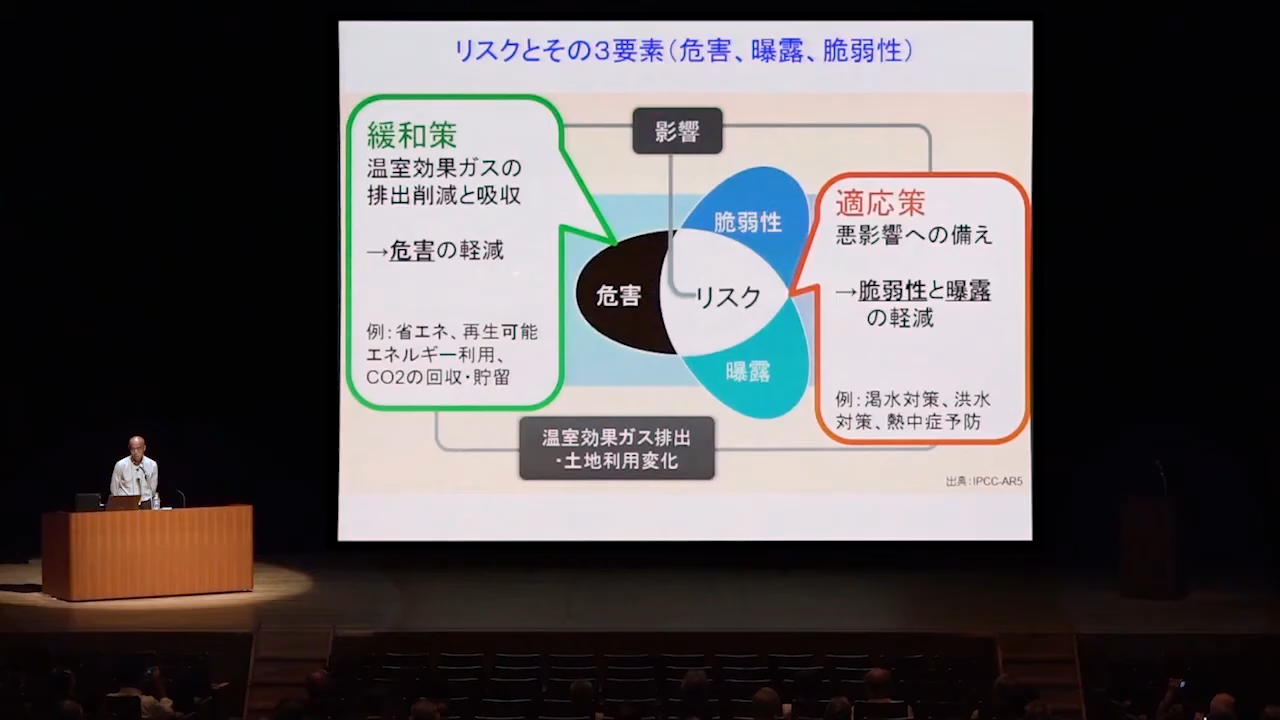 リスクとその３要素（危害、曝露、脆弱性）
緩和策
温室効果ガスの
排出削減と吸収
→危害の軽減
例：省エネ、再生可能
エネルギー利用、
CO2の回収・貯留
影響
脆弱性
危害
リスク
曝露
適応策
悪影響への備え
→脆弱性と曝露
の軽減
例：渇水対策、洪水
対策、熱中症予防
温室効果ガス排出
・土地利用変化
出典：IPCC-AR5